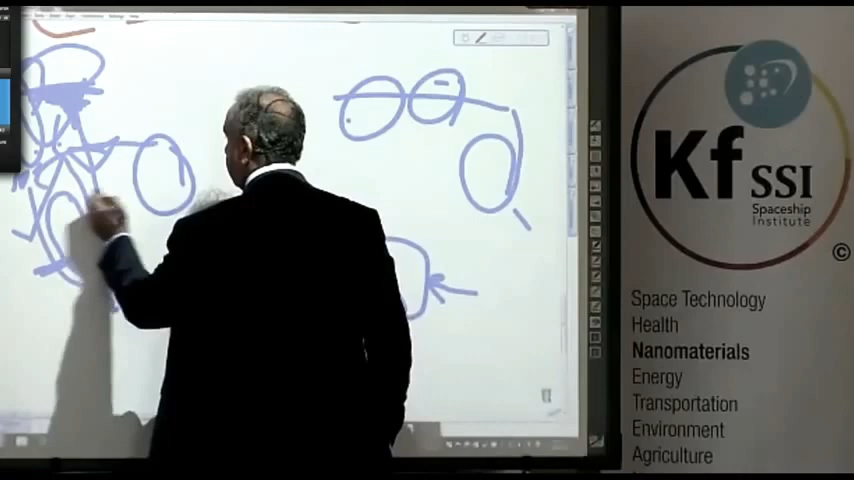 Kf SSI
Spaceship
Institute
©
Space Technology
Health
Nanomaterials
Energy
Transportation
Environment
Agriculture